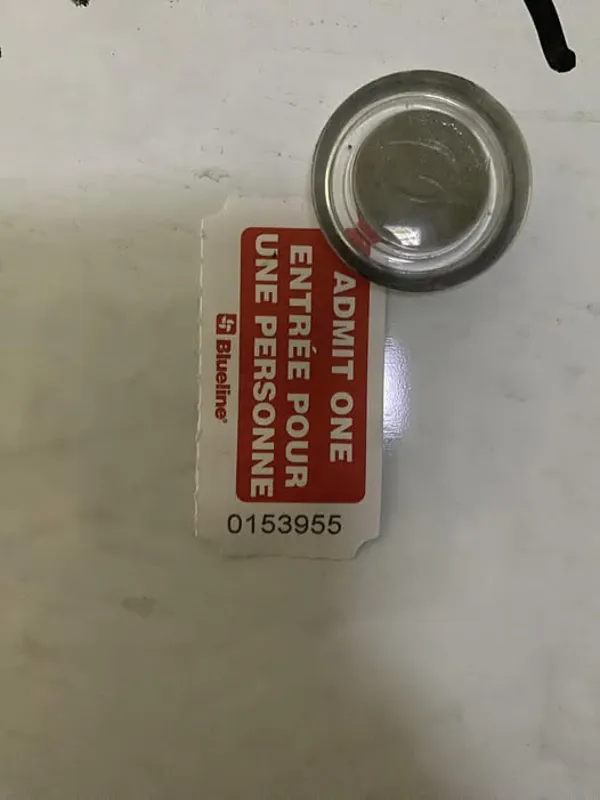 ADMIT ONE
ENTRÉE POUR
UNE PERSONNE
Blueline®
0153955